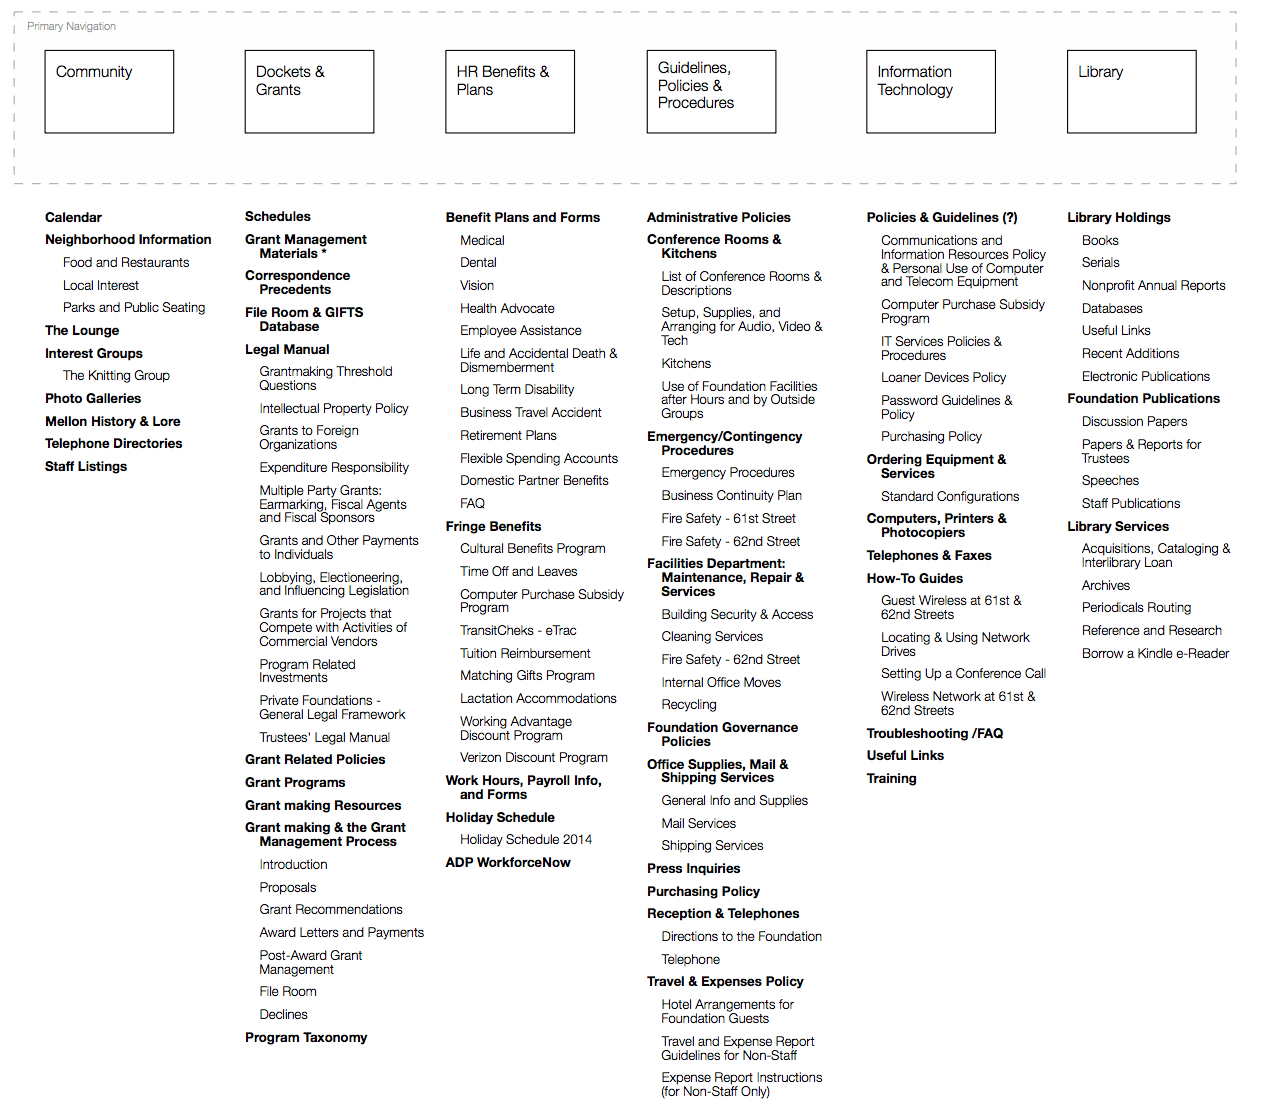 Primary Navigation
Community
Dockets &
Grants
HR Benefits &
Plans
Guidelines,
Policies &
Procedures
Information
Technology
Library
Calendar
Neighborhood Information
Food and Restaurants
Local Interest
Parks and Public Seating
The Lounge
Interest Groups
The Knitting Group
Photo Galleries
Mellon History & Lore
Telephone Directories
Staff Listings
Schedules
Grant Management
Materials *
Correspondence
Precedents
File Room & GIFTS
Database
Legal Manual
Grantmaking Threshold
Questions
Intellectual Property Policy
Grants to Foreign
Organizations
Expenditure Responsibility
Multiple Party Grants:
Earmarking, Fiscal Agents
and Fiscal Sponsors
Grants and Other Payments
to Individuals
Lobbying, Electioneering,
and Influencing Legislation
Grants for Projects that
Compete with Activities of
Commercial Vendors
Program Related
Investments
Private Foundations -
General Legal Framework
Trustees' Legal Manual
Grant Related Policies
Grant Programs
Grant making Resources
Grant making & the Grant
Management Process
Introduction
Proposals
Grant Recommendations
Award Letters and Payments
Post-Award Grant
Management
File Room
Declines
Program Taxonomy
Benefit Plans and Forms
Medical
Dental
Vision
Health Advocate
Employee Assistance
Life and Accidental Death &
Dismemberment
Long Term Disability
Business Travel Accident
Retirement Plans
Flexible Spending Accounts
Domestic Partner Benefits
FAQ
Fringe Benefits
Cultural Benefits Program
Time Off and Leaves
Computer Purchase Subsidy
Program
TransitCheks - eTrac
Tuition Reimbursement
Matching Gifts Program
Lactation Accommodations
Working Advantage
Discount Program
Verizon Discount Program
Work Hours, Payroll Info,
and Forms
Holiday Schedule
Holiday Schedule 2014
ADP WorkforceNow
Administrative Policies
Conference Rooms &
Kitchens
List of Conference Rooms &
Descriptions
Setup, Supplies, and
Arranging for Audio, Video &
Tech
Kitchens
Use of Foundation Facilities
after Hours and by Outside
Groups
Emergency/Contingency
Procedures
Emergency Procedures
Business Continuity Plan
Fire Safety - 61st Street
Fire Safety - 62nd Street
Facilities Department:
Maintenance, Repair &
Services
Building Security & Access
Cleaning Services
Fire Safety - 62nd Street
Internal Office Moves
Recycling
Foundation Governance
Policies
Office Supplies, Mail &
Shipping Services
General Info and Supplies
Mail Services
Shipping Services
Press Inquiries
Purchasing Policy
Reception & Telephones
Directions to the Foundation
Telephone
Travel & Expenses Policy
Hotel Arrangements for
Foundation Guests
Travel and Expense Report
Guidelines for Non-Staff
Expense Report Instructions
(for Non-Staff Only)
Policies & Guidelines (?)
Communications and
Information Resources Policy
& Personal Use of Computer
and Telecom Equipment
Computer Purchase Subsidy
Program
IT Services Policies &
Procedures
Loaner Devices Policy
Password Guidelines &
Policy
Purchasing Policy
Ordering Equipment &
Services
Standard Configurations
Computers, Printers &
Photocopiers
Telephones & Faxes
How-To Guides
Guest Wireless at 61st &
62nd Streets
Locating & Using Network
Drives
Setting Up a Conference Call
Wireless Network at 61st &
62nd Streets
Troubleshooting /FAQ
Useful Links
Training
Library Holdings
Books
Serials
Nonprofit Annual Reports
Databases
Useful Links
Recent Additions
Electronic Publications
Foundation Publications
Discussion Papers
Papers & Reports for
Trustees
Speeches
Staff Publications
Library Services
Acquisitions, Cataloging &
Interlibrary Loan
Archives
Periodicals Routing
Reference and Research
Borrow a Kindle e-Reader